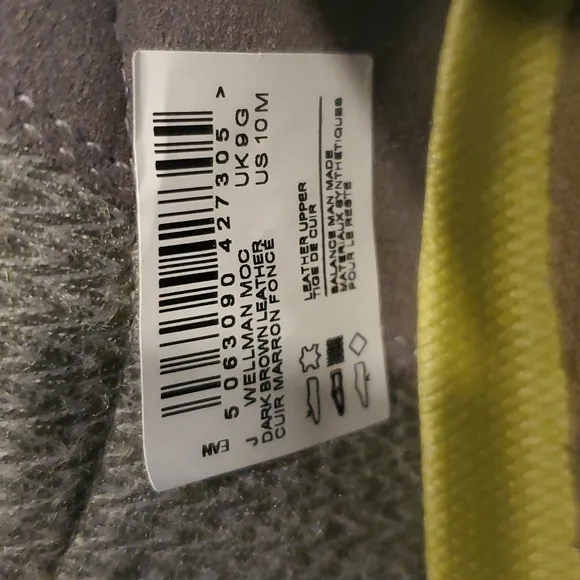 EAN
5 063090 427305 >
J
WELLMAN MOC UK 9 G
DARK BROWN LEATHER US 10 M
CUIR MARRON FONCE
LEATHER UPPER
TIGE DE CUIR
BALANCE MAN MADE
MATERIAUX SYNTHETIQUES
POUR LE RESTE